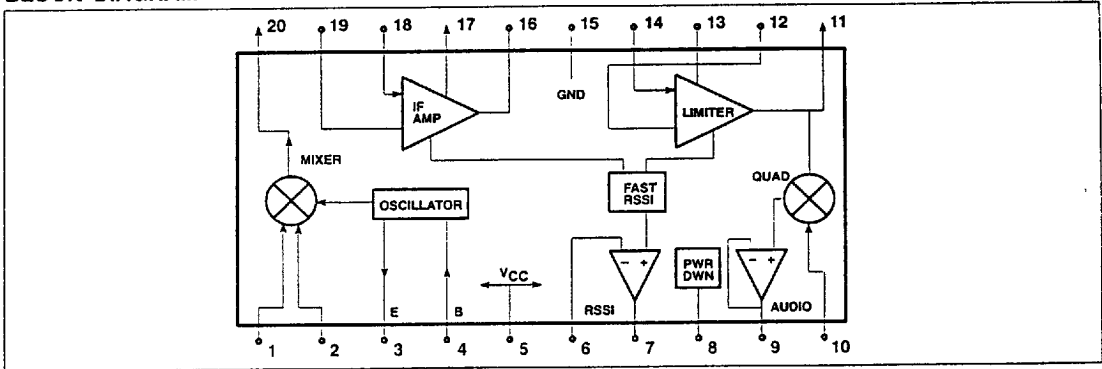 20 19 18 17 16 15 14 13 12 11
IF
AMP
GND
LIMITER
MIXER
FAST
RSSI
QUAD
OSCILLATOR
- +
PWR
DWN
- +
VCC
E B RSSI AUDIO
1 2 3 4 5 6 7 8 9 10